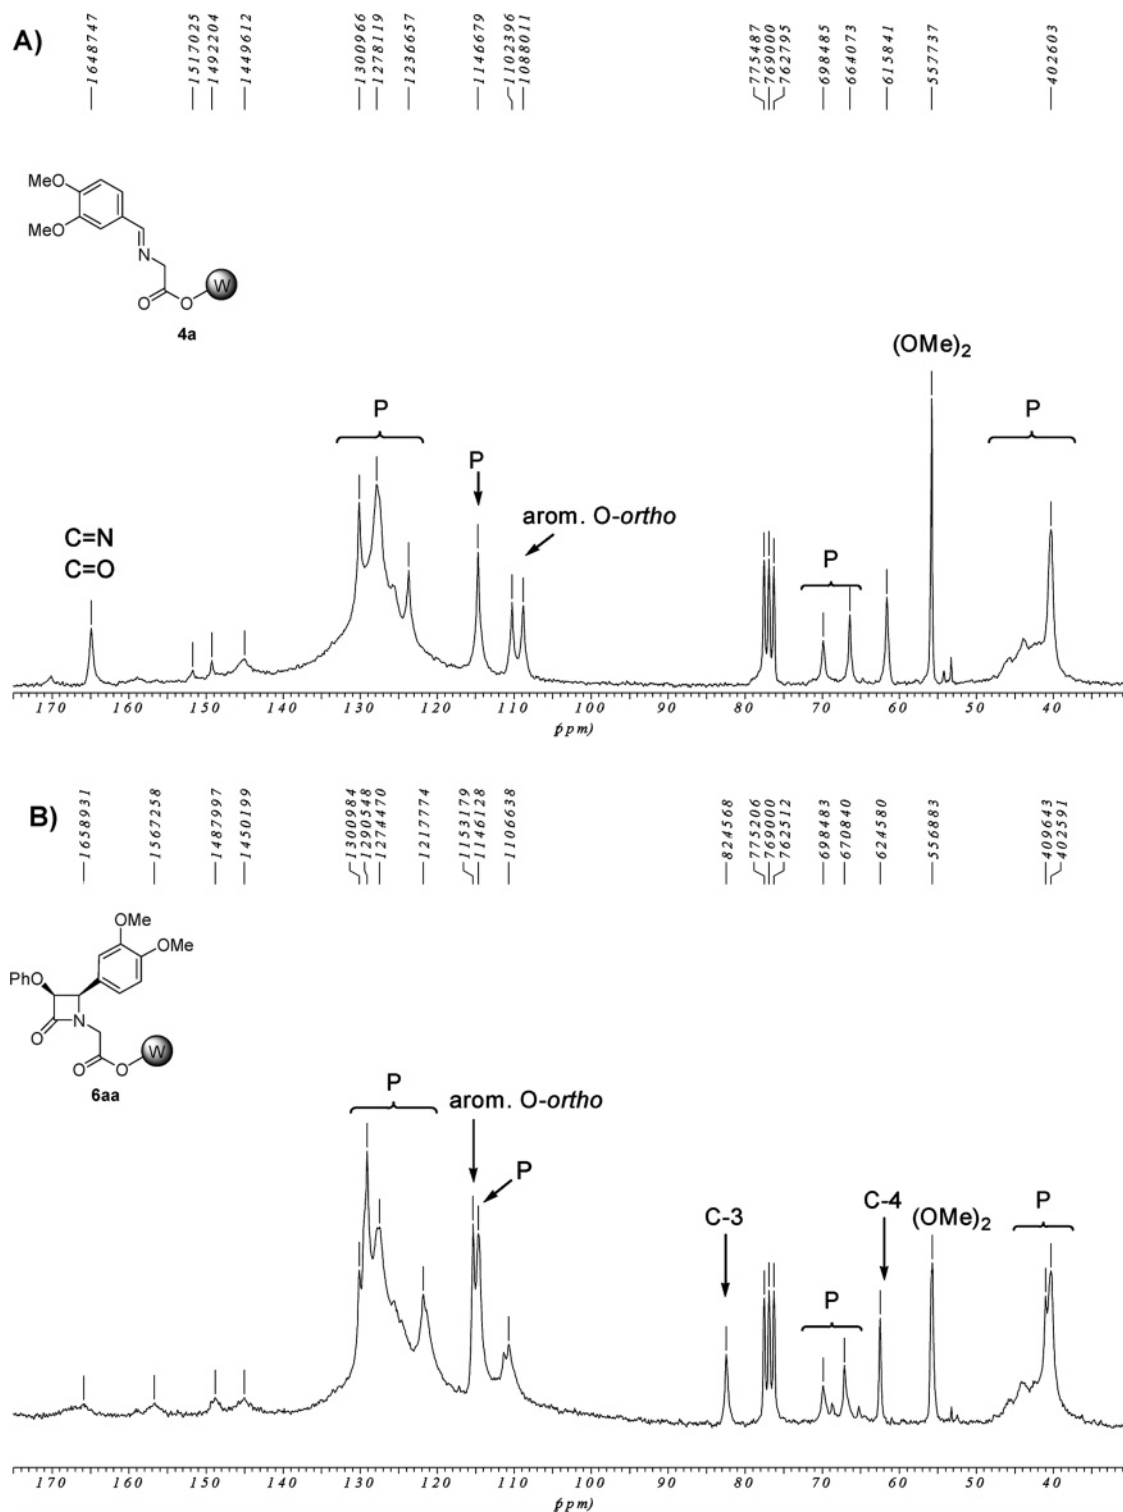 A)
1648747
1517025
1492204
1449612
1300966
1278119
1236657
1146679
1102396
1088011
775487
769000
762795
698485
664073
615841
557737
402603
MeO
MeO
N
O
O
W
4a
C=N
C=O
P
P
arom. O-ortho
P
(OMe)2
P
170 160 150 140 130 120 110 100 90 80 70 60 50 40
(ppm)
B)
1658931
1567258
1487997
1450199
1300984
1290548
1274470
1217774
1153179
1146128
1106638
824568
775206
769000
762512
698483
670840
624580
556883
409643
402591
OMe
OMe
PhO
N
O
O
O
W
6aa
P
arom. O-ortho
P
C-3
P
C-4
(OMe)2
P
170 160 150 140 130 120 110 100 90 80 70 60 50 40
(ppm)